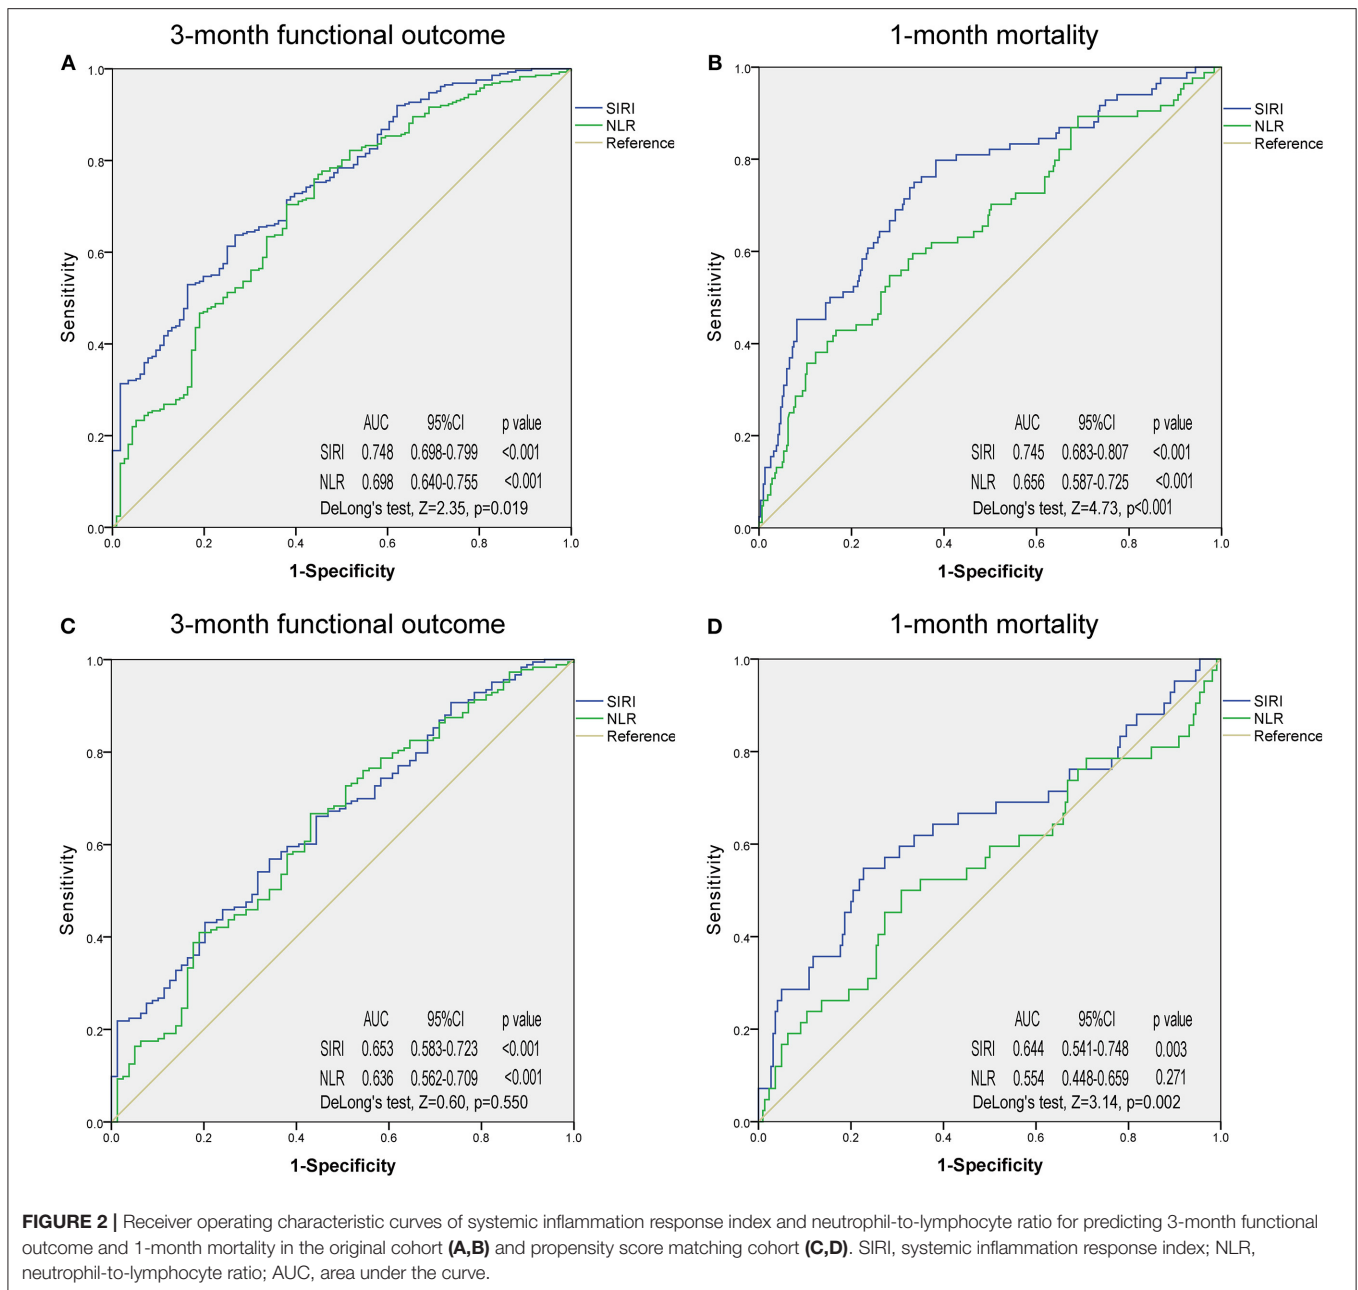 3-month functional outcome
A
1.0
0.8
0.6
0.4
0.2
0.0
Sensitivity
SIRI
NLR
Reference
AUC 95%CI p value
SIRI 0.748 0.698-0.799 <0.001
NLR 0.698 0.640-0.755 <0.001
DeLong's test, Z=2.35, p=0.019
0.0 0.2 0.4 0.6 0.8 1.0
1-Specificity
1-month mortality
B
1.0
0.8
0.6
0.4
0.2
0.0
Sensitivity
SIRI
NLR
Reference
AUC 95%CI p value
SIRI 0.745 0.683-0.807 <0.001
NLR 0.656 0.587-0.725 <0.001
DeLong's test, Z=4.73, p<0.001
0.0 0.2 0.4 0.6 0.8 1.0
1-Specificity
3-month functional outcome
C
1.0
0.8
0.6
0.4
0.2
0.0
Sensitivity
SIRI
NLR
Reference
AUC 95%CI p value
SIRI 0.653 0.583-0.723 <0.001
NLR 0.636 0.562-0.709 <0.001
DeLong's test, Z=0.60, p=0.550
0.0 0.2 0.4 0.6 0.8 1.0
1-Specificity
1-month mortality
D
1.0
0.8
0.6
0.4
0.2
0.0
Sensitivity
SIRI
NLR
Reference
AUC 95%CI p value
SIRI 0.644 0.541-0.748 0.003
NLR 0.554 0.448-0.659 0.271
DeLong's test, Z=3.14, p=0.002
0.0 0.2 0.4 0.6 0.8 1.0
1-Specificity
FIGURE 2 | Receiver operating characteristic curves of systemic inflammation response index and neutrophil-to-lymphocyte ratio for predicting 3-month functional
outcome and 1-month mortality in the original cohort (A,B) and propensity score matching cohort (C,D). SIRI, systemic inflammation response index; NLR,
neutrophil-to-lymphocyte ratio; AUC, area under the curve.